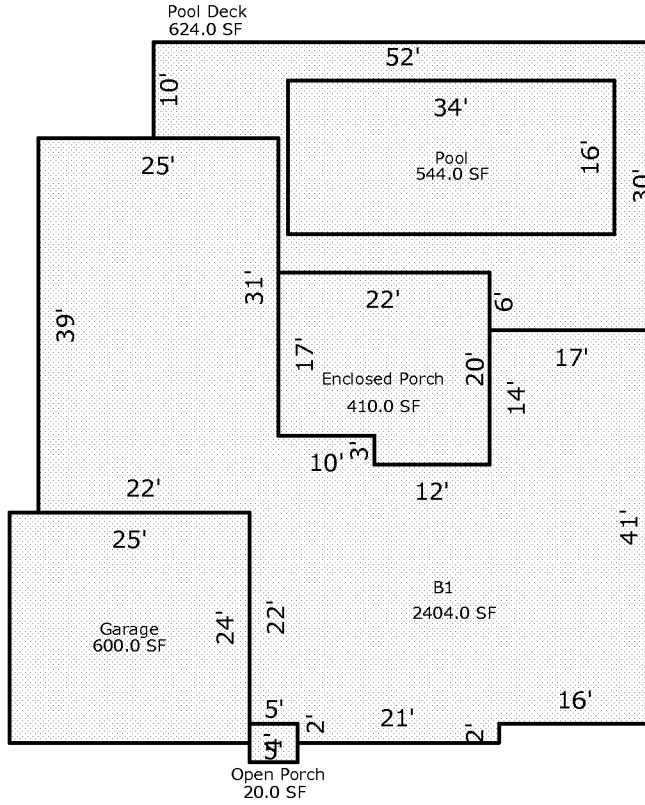 Pool Deck
624.0 SF
52'
10'
34'
25'
Pool
544.0 SF
16'
30'
31'
22'
6'
39'
17'
17'
Enclosed Porch
410.0 SF
20'
14'
10'
3'
22'
12'
25'
41'
B1
2404.0 SF
Garage
600.0 SF
24'
22'
5'
2'
21'
2'
16'
5'
Open Porch
20.0 SF